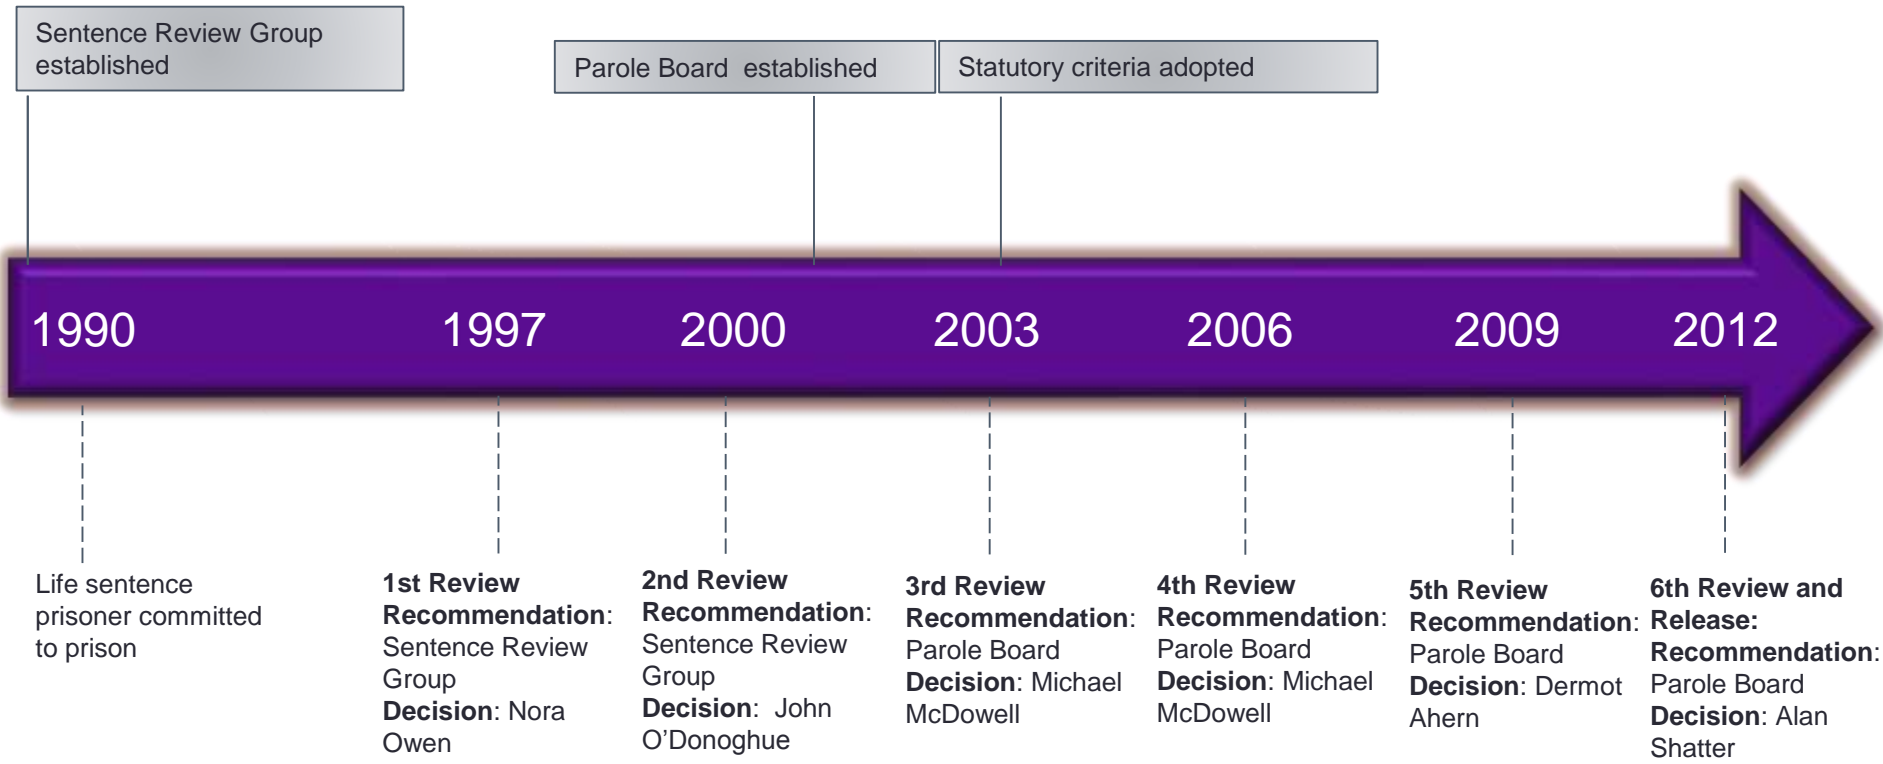 Sentence Review Group
established
Parole Board  established
Statutory criteria adopted
1990
1997
2000
2003
2006
2009
2012
Life sentence
prisoner committed
to prison
1st Review
Recommendation:
Sentence Review
Group
Decision: Nora
Owen
2nd Review
Recommendation:
Sentence Review
Group
Decision:  John
O’Donoghue
3rd Review
Recommendation:
Parole Board
Decision: Michael
McDowell
4th Review
Recommendation:
Parole Board
Decision: Michael
McDowell
5th Review
Recommendation:
Parole Board
Decision: Dermot
Ahern
6th Review and
Release:
Recommendation:
Parole Board
Decision: Alan
Shatter